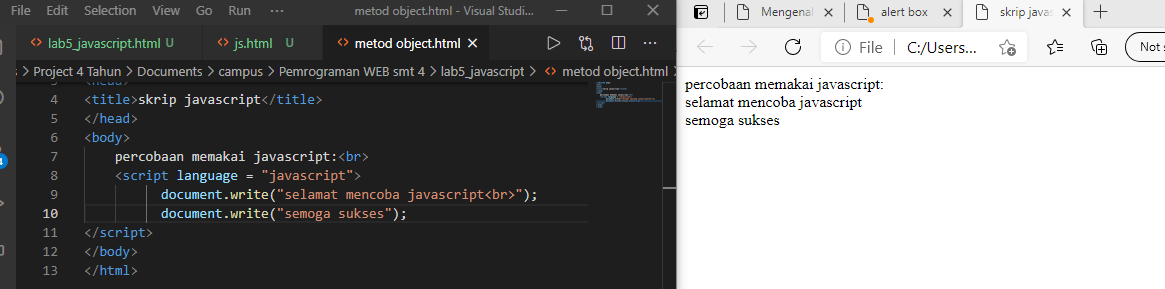 File Edit Selection View Go Run ··· metod object.html - Visual Studi...
lab5_javascript.html U js.html U metod object.html
› Project 4 Tahun › Documents › campus › Pemrograman WEB smt 4 › lab5_javascript › metod object.html ›
4 <title>skrip javascript</title>
5 </head>
6 <body>
7 percobaan memakai javascript:<br>
8 <script language = "javascript">
9 document.write("selamat mencoba javascript<br>");
10 document.write("semoga sukses");
11 </script>
12 </body>
13 </html>
Mengenal alert box skrip javas
File C:/Users... Not s
percobaan memakai javascript:
selamat mencoba javascript
semoga sukses